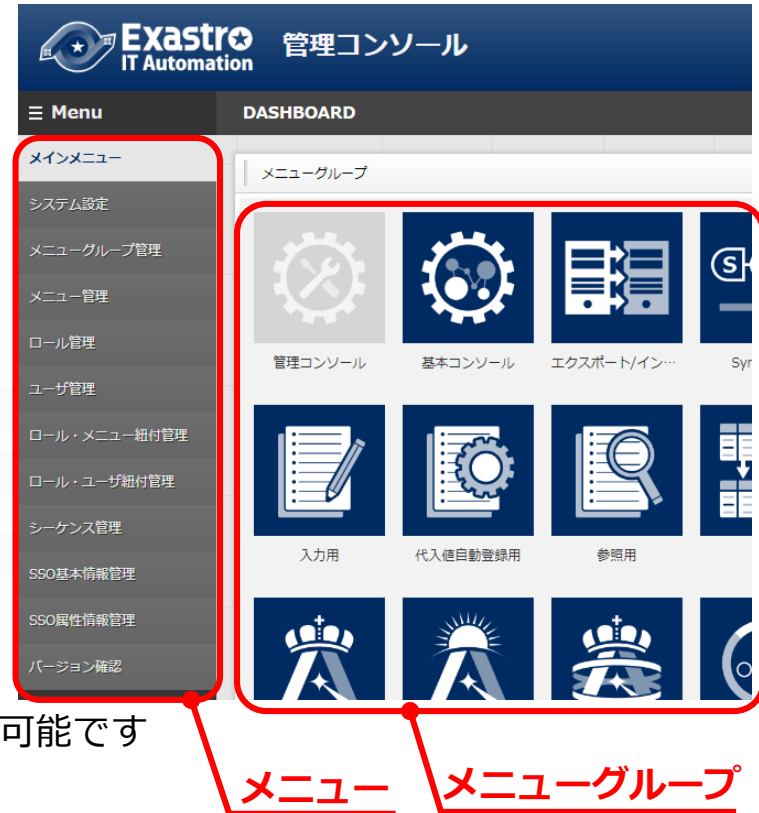 Exastro
IT Automation
管理コンソール
☰ Menu
DASHBOARD
メインメニュー
システム設定
メニューグループ管理
メニュー管理
ロール管理
ユーザ管理
ロール・メニュー紐付管理
ロール・ユーザ紐付管理
シーケンス管理
SSO基本情報管理
SSO属性情報管理
バージョン確認
メニューグループ
管理コンソール
基本コンソール
エクスポート/イン…
S
Syr
入力用
代入値自動登録用
参照用
可能です
メニュー
メニューグループ